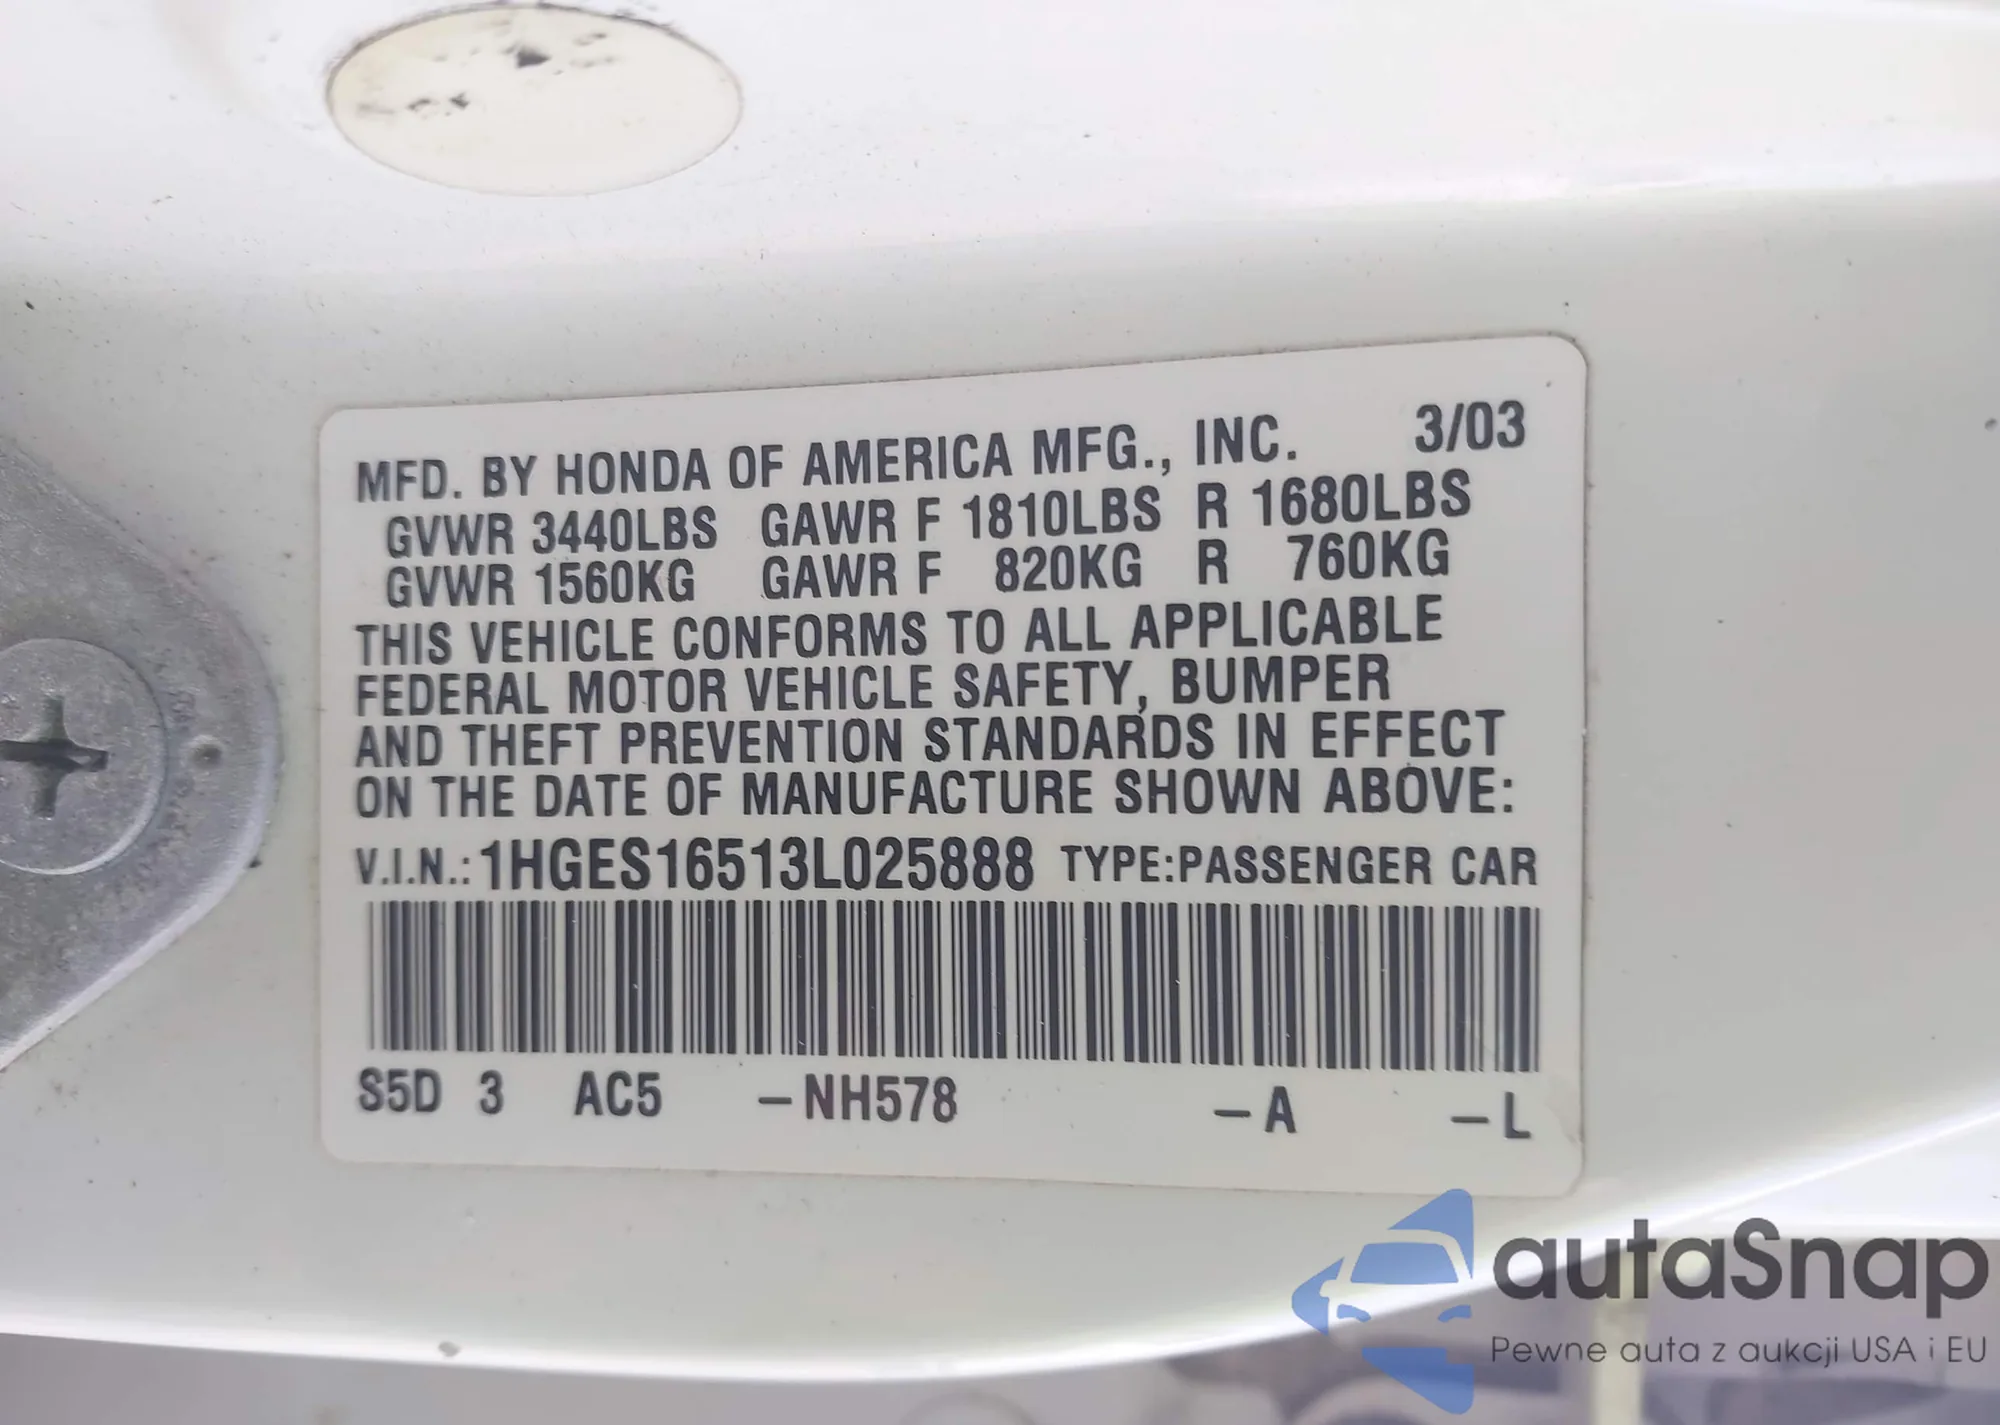 MFD. BY HONDA OF AMERICA MFG., INC. 3/03
GVWR 3440LBS GAWR F 1810LBS R 1680LBS
GVWR 1560KG GAWR F 820KG R 760KG
THIS VEHICLE CONFORMS TO ALL APPLICABLE
FEDERAL MOTOR VEHICLE SAFETY, BUMPER
AND THEFT PREVENTION STANDARDS IN EFFECT
ON THE DATE OF MANUFACTURE SHOWN ABOVE:
V.I.N.: 1HGES16513L025888 TYPE:PASSENGER CAR
S5D 3 AC5 –NH578 –A –L
autaSnap
Pewne auta z aukcji USA i EU